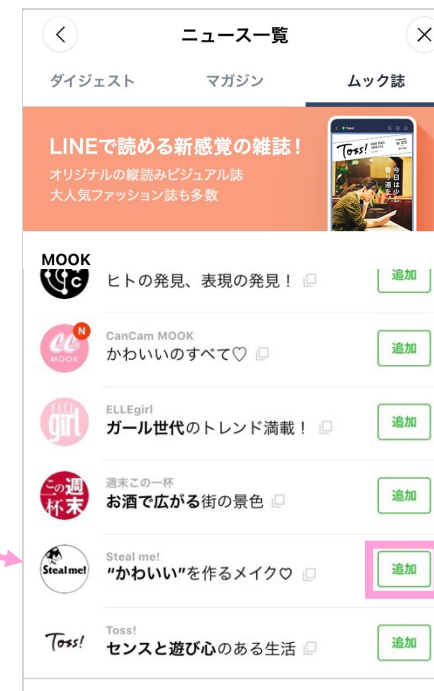 ニュース一覧
ダイジェスト マガジン ムック誌
LINEで読める新感覚の雑誌！
オリジナルの縦読みビジュアル誌
大人気ファッション誌も多数
Toss!
今日は少し
寄り道を
MOOK
ヒトの発見、表現の発見！
追加
CC
MOOK
N
CanCam MOOK
かわいいのすべて♡
追加
ELLE
girl
ELLEgirl
ガール世代のトレンド満載！
追加
この週
杯末
週末この一杯
お酒で広がる街の景色
追加
Steal me!
Steal me!
“かわいい”を作るメイク♡
追加
Toss!
Toss!
センスと遊び心のある生活
追加